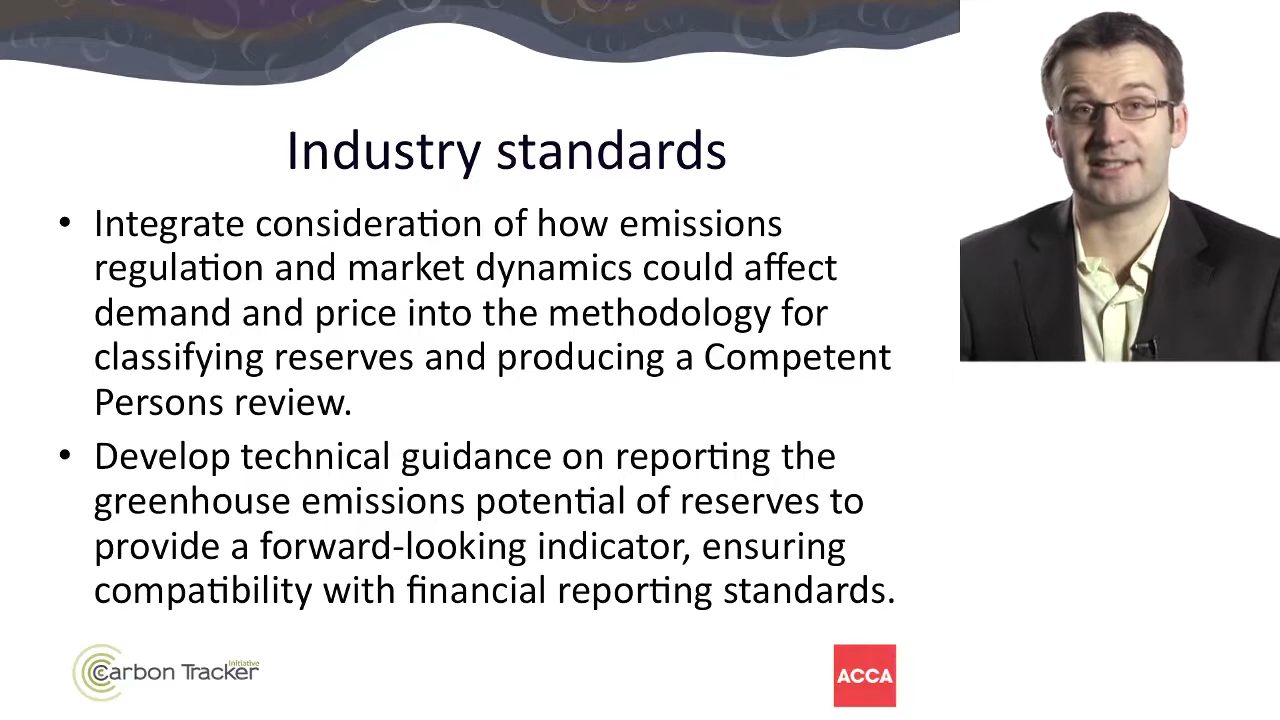 Industry standards
• Integrate consideration of how emissions
regulation and market dynamics could affect
demand and price into the methodology for
classifying reserves and producing a Competent
Persons review.
• Develop technical guidance on reporting the
greenhouse emissions potential of reserves to
provide a forward-looking indicator, ensuring
compatibility with financial reporting standards.
Carbon Tracker
Initiative
ACCA